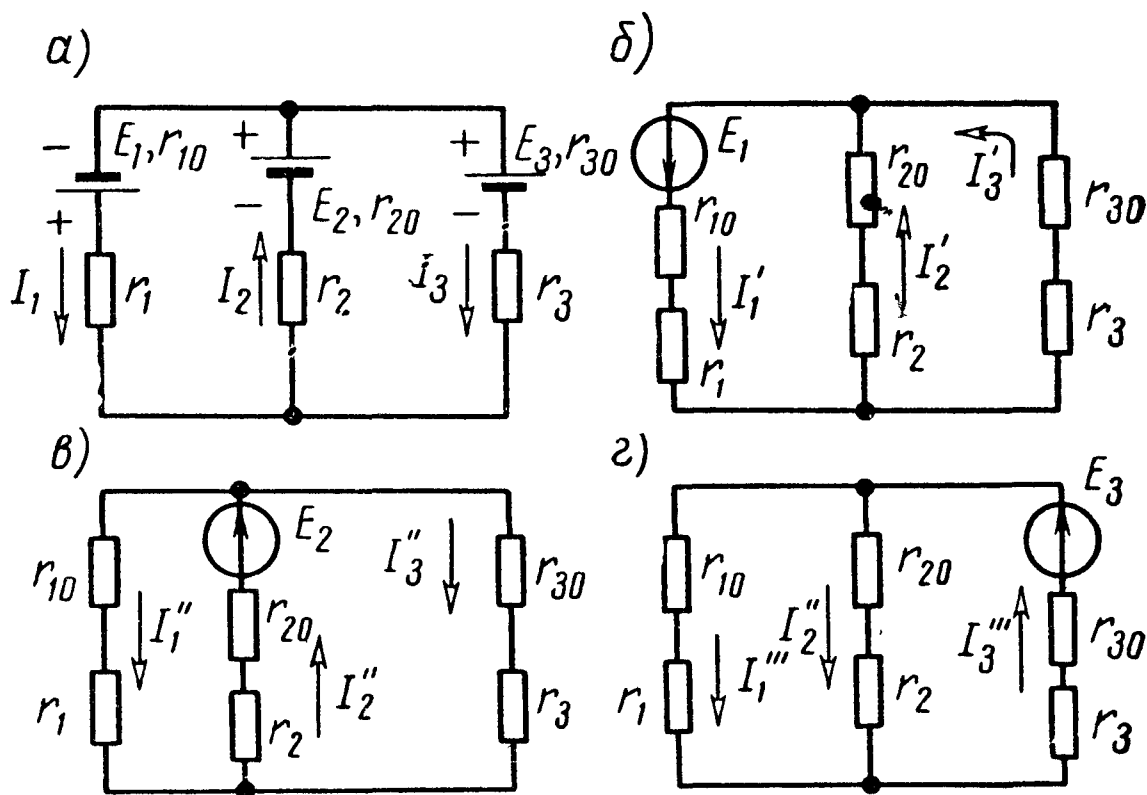 а)
б)
− + + E₁, r₁₀ E₃, r₃₀
+ − − E₂, r₂₀
I₁ r₁ I₂ r₂ i₃ r₃
E₁ r₂₀ I₃' r₃₀
r₁₀ I₁' I₂'
r₁ r₂ r₃
в)
г)
E₂ I₃'' r₃₀
r₁₀ I₁'' r₂₀ I₂''
r₁ r₂ r₃
E₃
r₁₀ r₂₀ I₂'' I₃''' r₃₀
r₁ I₁''' r₂ r₃